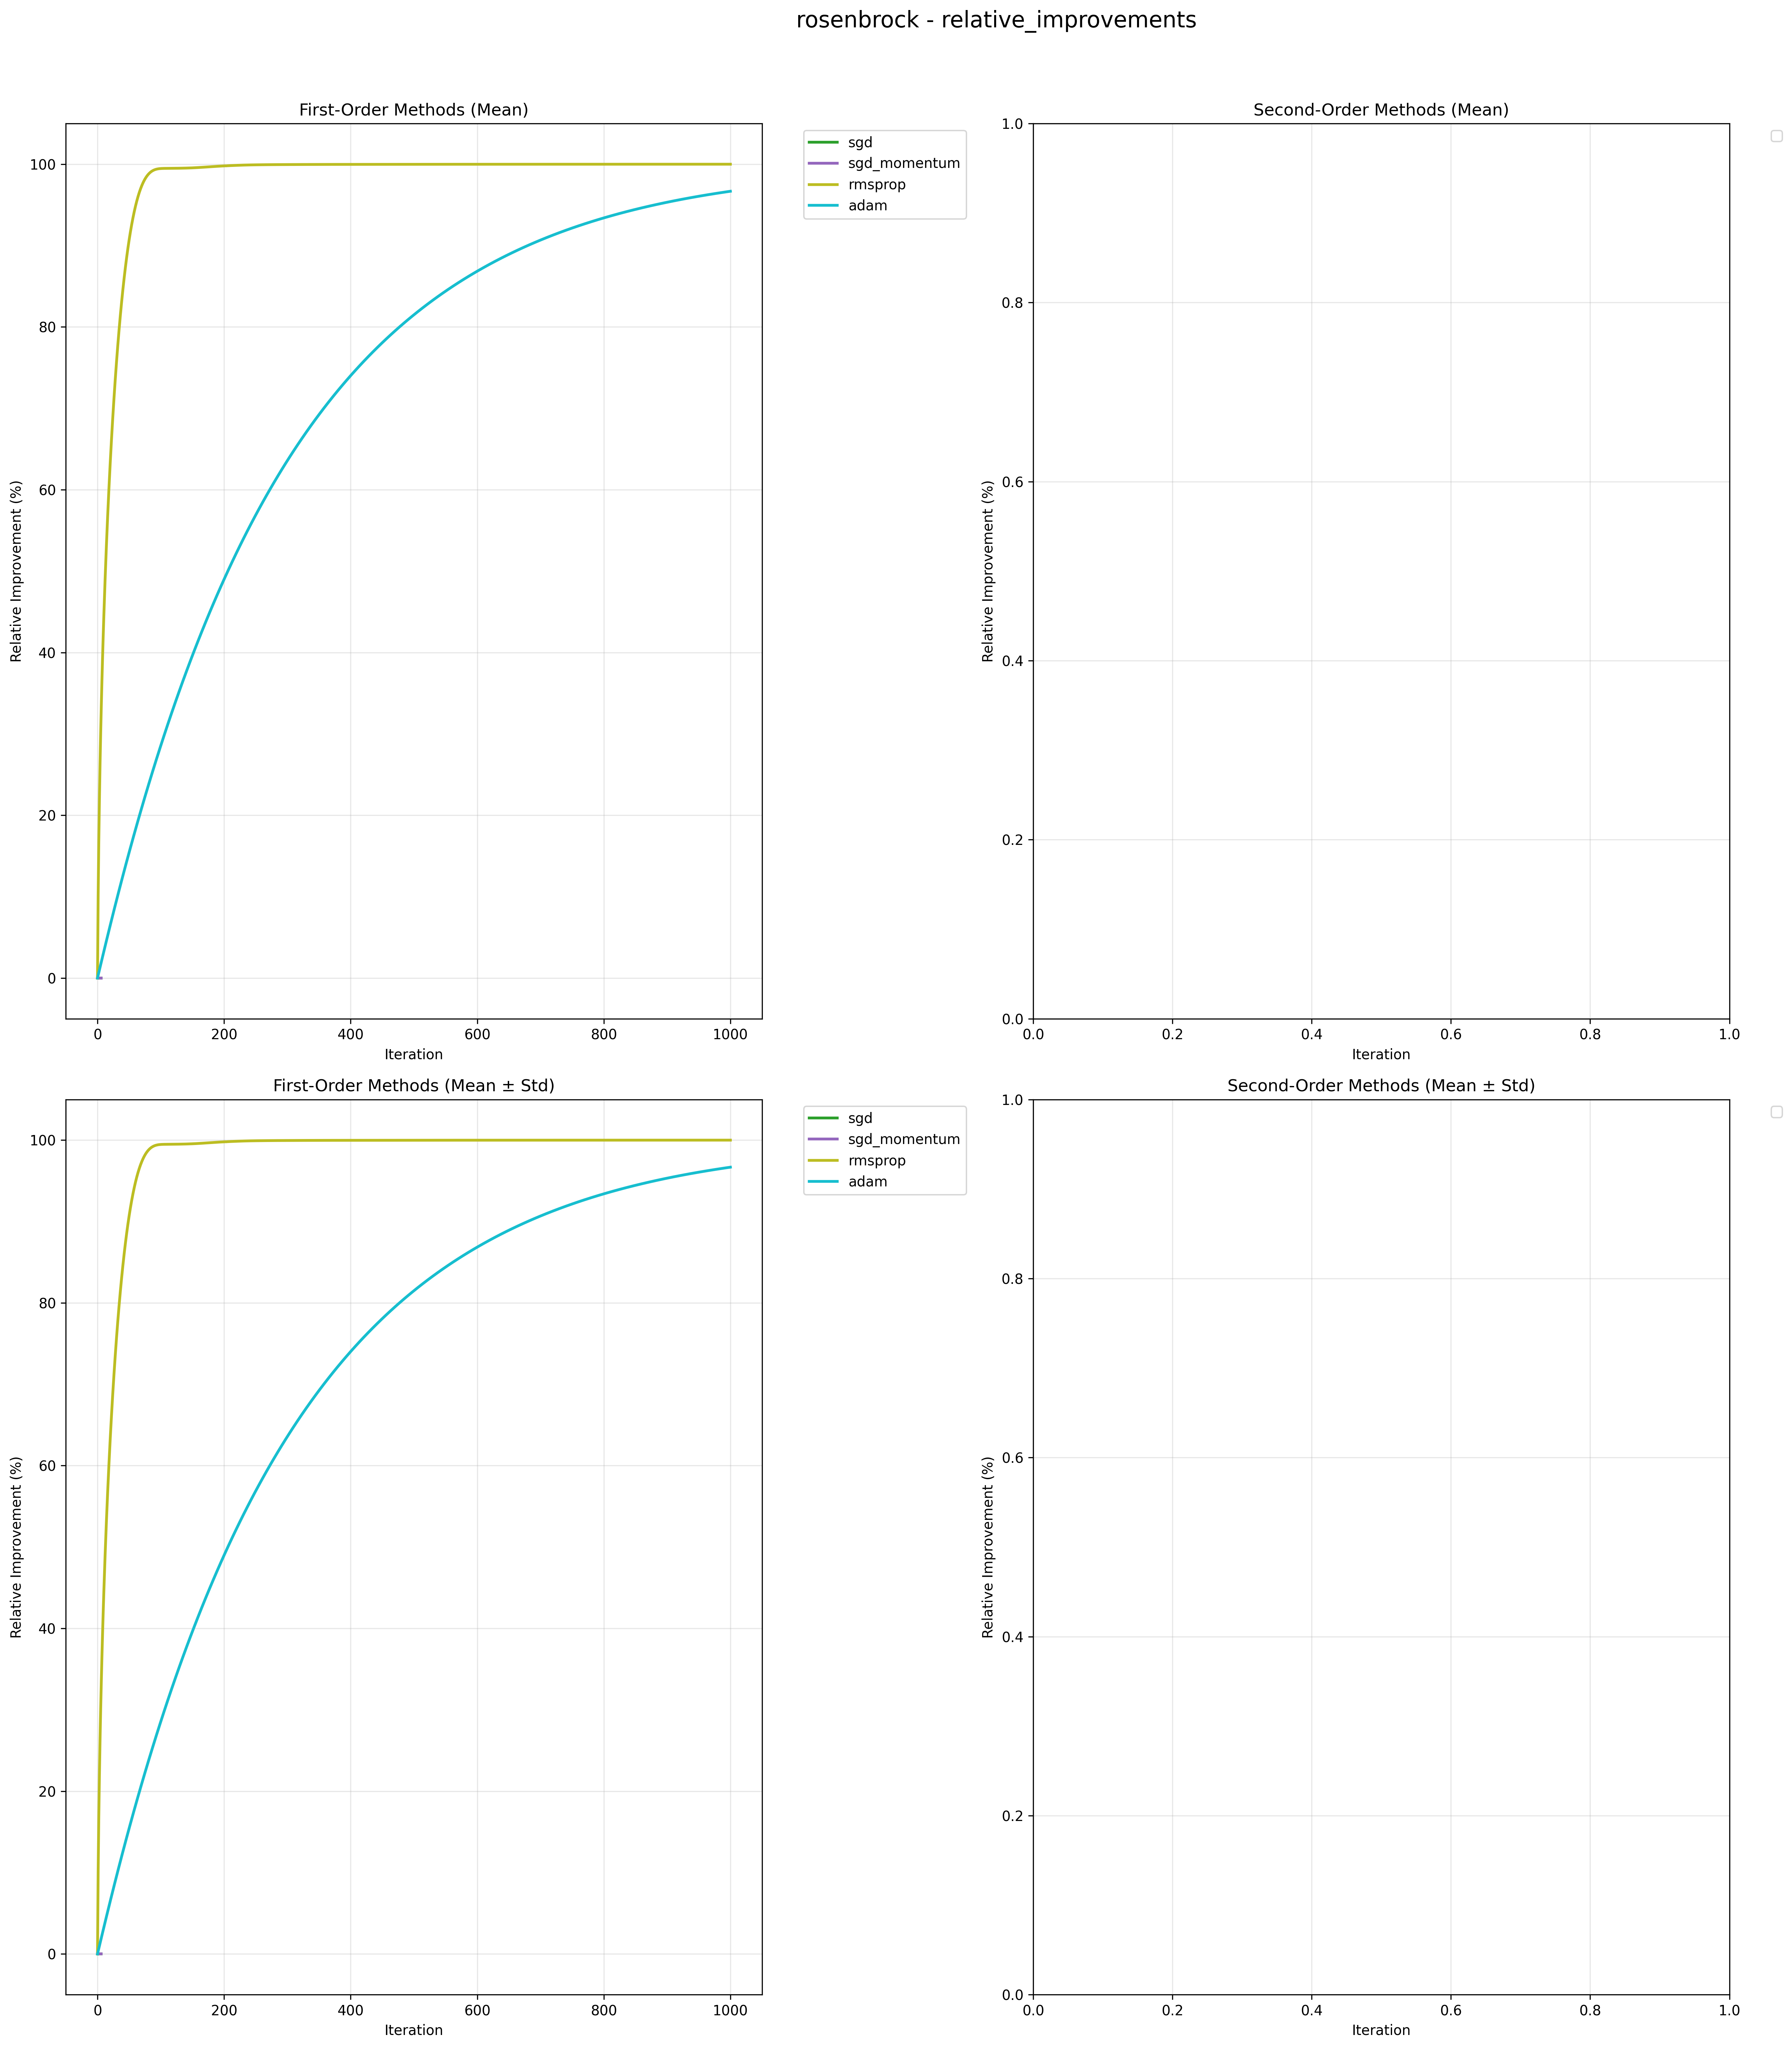 rosenbrock - relative_improvements
First-Order Methods (Mean)
Relative Improvement (%)
100
80
60
40
20
0
0 200 400 600 800 1000
Iteration
sgd
sgd_momentum
rmsprop
adam
Second-Order Methods (Mean)
Relative Improvement (%)
1.0
0.8
0.6
0.4
0.2
0.0
0.0 0.2 0.4 0.6 0.8 1.0
Iteration
First-Order Methods (Mean ± Std)
Relative Improvement (%)
100
80
60
40
20
0
0 200 400 600 800 1000
Iteration
sgd
sgd_momentum
rmsprop
adam
Second-Order Methods (Mean ± Std)
Relative Improvement (%)
1.0
0.8
0.6
0.4
0.2
0.0
0.0 0.2 0.4 0.6 0.8 1.0
Iteration